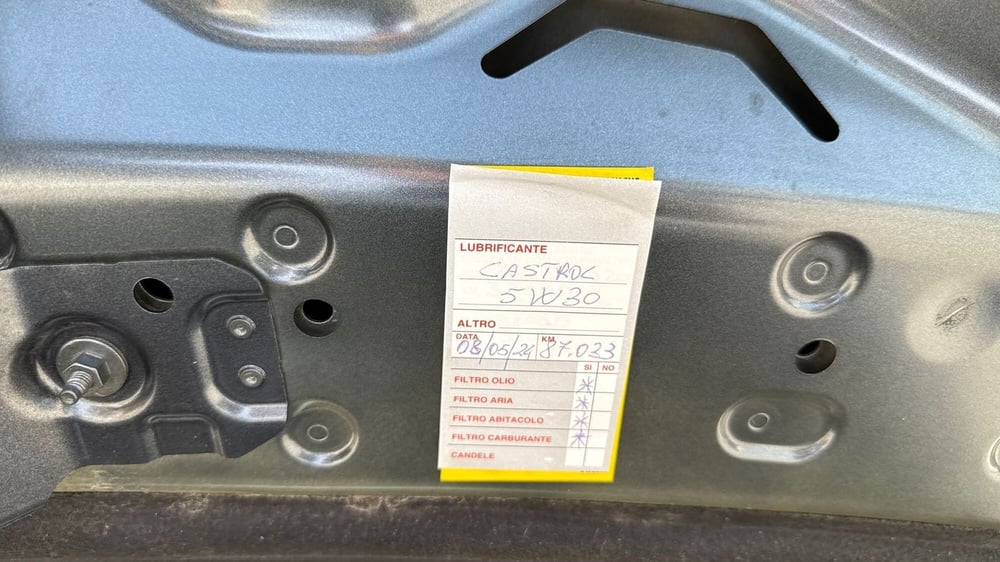 LUBRIFICANTE
CASTROL
5W30
ALTRO
DATA 08/05/24 KM 87.023
SI NO
FILTRO OLIO *
FILTRO ARIA *
FILTRO ABITACOLO *
FILTRO CARBURANTE *
CANDELE